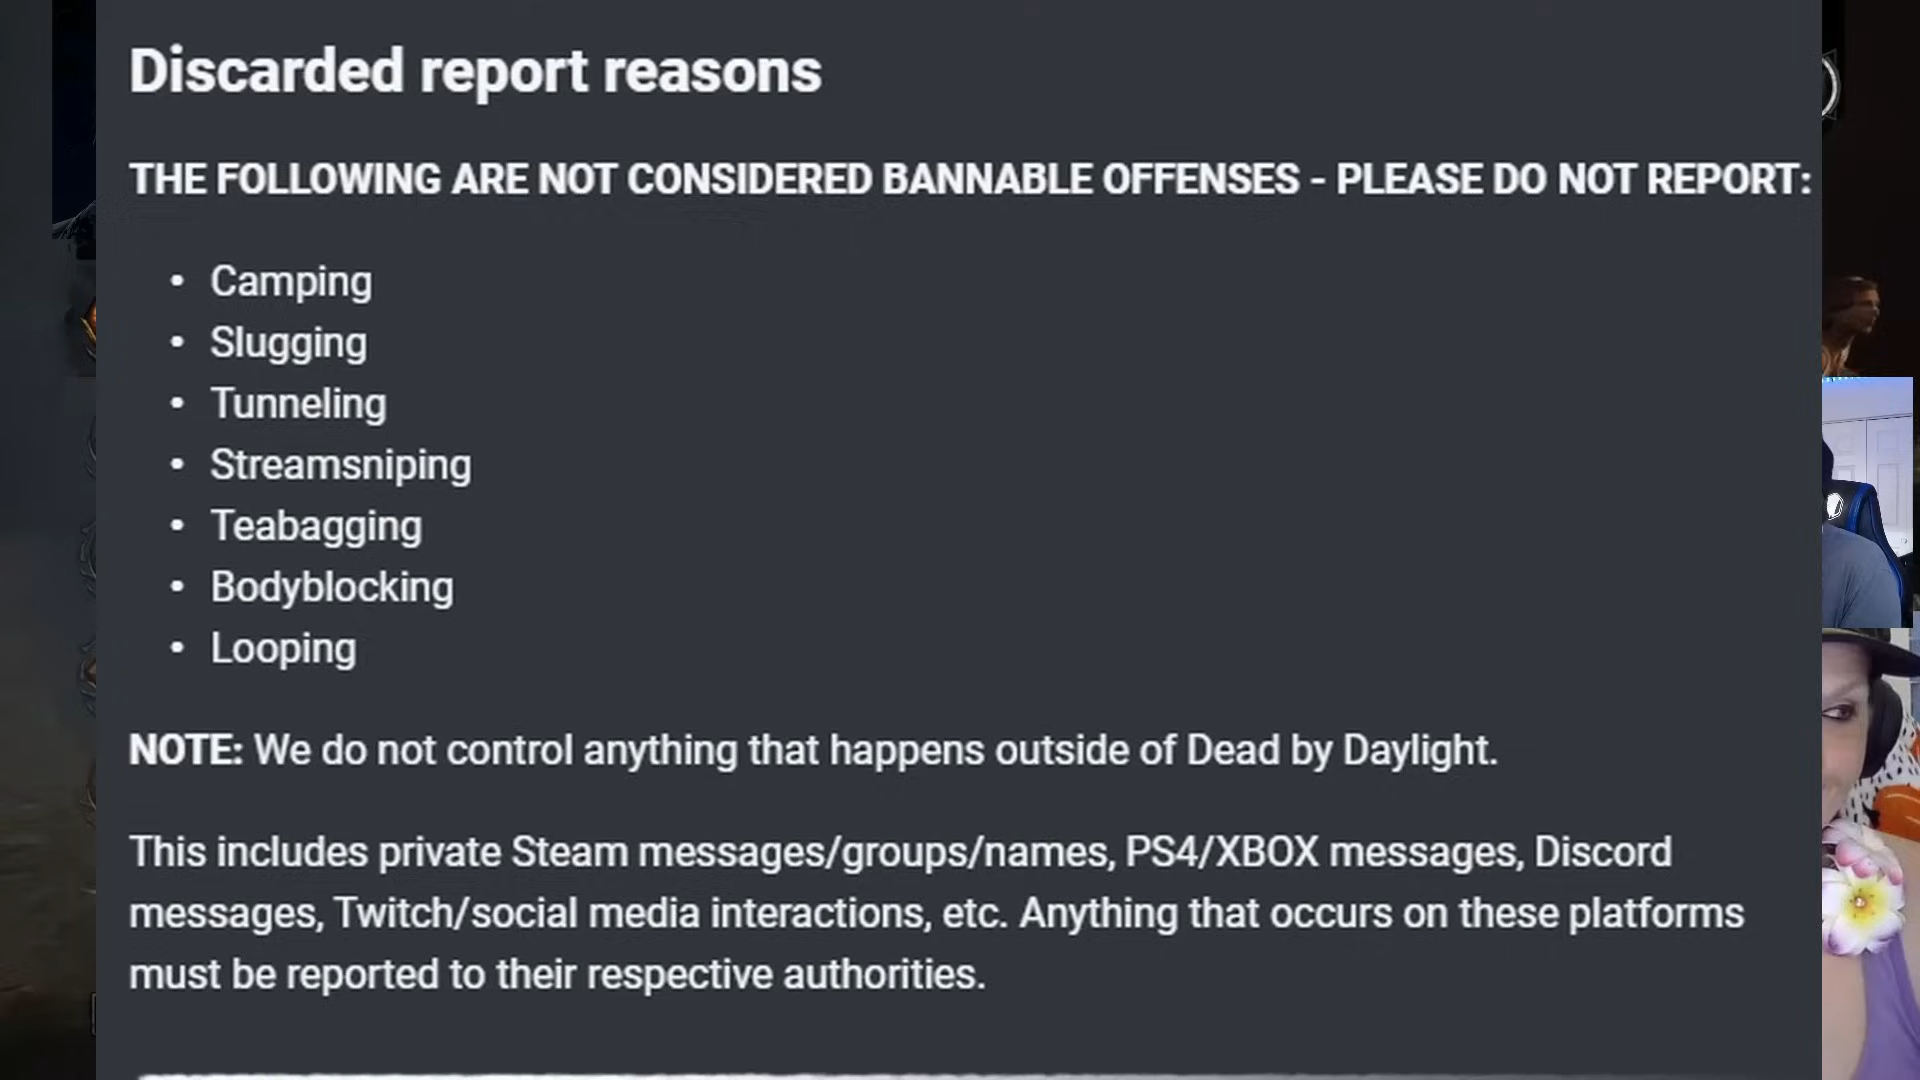 Discarded report reasons
THE FOLLOWING ARE NOT CONSIDERED BANNABLE OFFENSES - PLEASE DO NOT REPORT:
• Camping
• Slugging
• Tunneling
• Streamsniping
• Teabagging
• Bodyblocking
• Looping
NOTE: We do not control anything that happens outside of Dead by Daylight.
This includes private Steam messages/groups/names, PS4/XBOX messages, Discord
messages, Twitch/social media interactions, etc. Anything that occurs on these platforms
must be reported to their respective authorities.